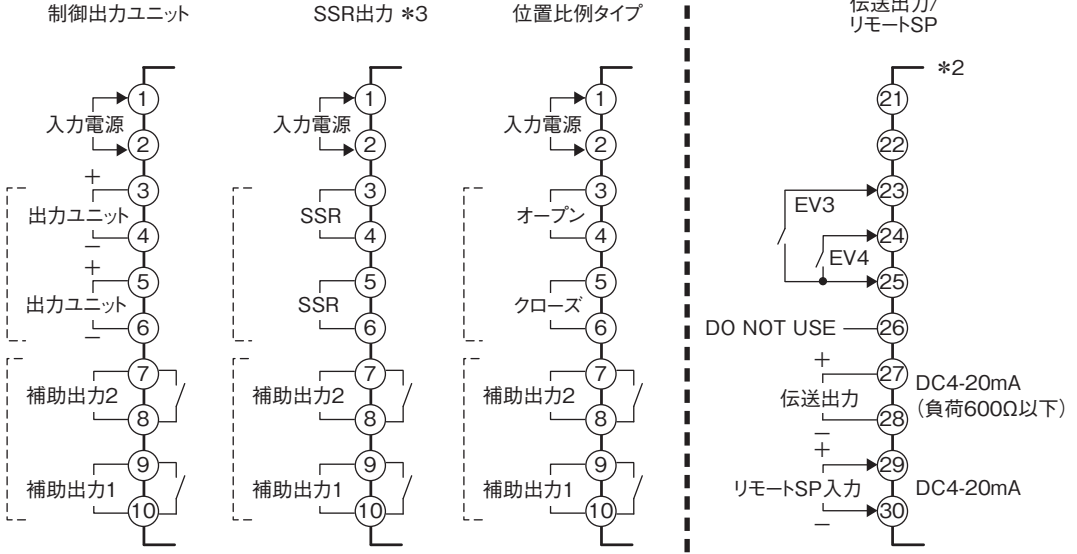 制御出力ユニット
1
入力電源
2
+
3
出力ユニット
4
−
+
5
出力ユニット
6
−
7
補助出力2
8
9
補助出力1
10
SSR出力 *3
1
入力電源
2
3
SSR
4
5
SSR
6
7
補助出力2
8
9
補助出力1
10
位置比例タイプ
1
入力電源
2
3
オープン
4
5
クローズ
6
7
補助出力2
8
9
補助出力1
10
伝送出力/
リモートSP
*2
21
22
23
EV3
24
EV4
25
DO NOT USE 26
+
27
伝送出力
DC4-20mA
(負荷600Ω以下)
28
−
+
29
リモートSP入力
DC4-20mA
30
−